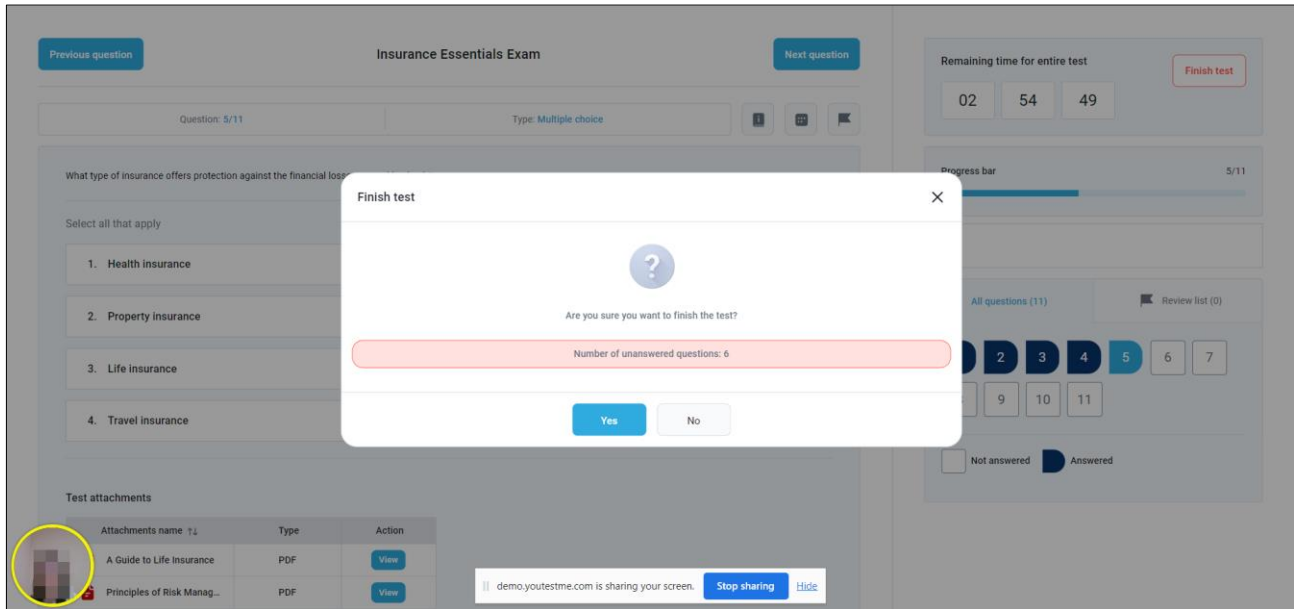 Previous question
Insurance Essentials Exam
Next question
Question: 5/11
Type: Multiple choice
What type of insurance offers protection against the financial
Select all that apply
1. Health insurance
2. Property insurance
3. Life insurance
4. Travel insurance
Test attachments
Attachments name ↑↓ Type Action
A Guide to Life Insurance PDF View
Principles of Risk Manag... PDF View
Finish test
Are you sure you want to finish the test?
Number of unanswered questions: 6
Yes No
demo.youtestme.com is sharing your screen. Stop sharing Hide
Remaining time for entire test
Finish test
02 54 49
Progress bar 5/11
All questions (11) Review list (0)
2 3 4 5 6 7
9 10 11
Not answered Answered